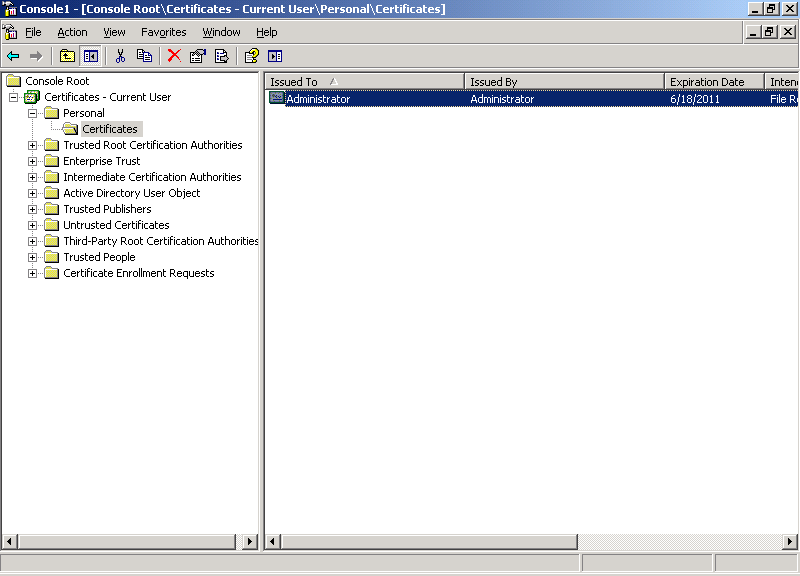 Console1 - [Console Root\Certificates - Current User\Personal\Certificates]
File Action View Favorites Window Help
Console Root
Certificates - Current User
Personal
Certificates
Trusted Root Certification Authorities
Enterprise Trust
Intermediate Certification Authorities
Active Directory User Object
Trusted Publishers
Untrusted Certificates
Third-Party Root Certification Authorities
Trusted People
Certificate Enrollment Requests
Issued To Issued By Expiration Date Inten
Administrator Administrator 6/18/2011 File R